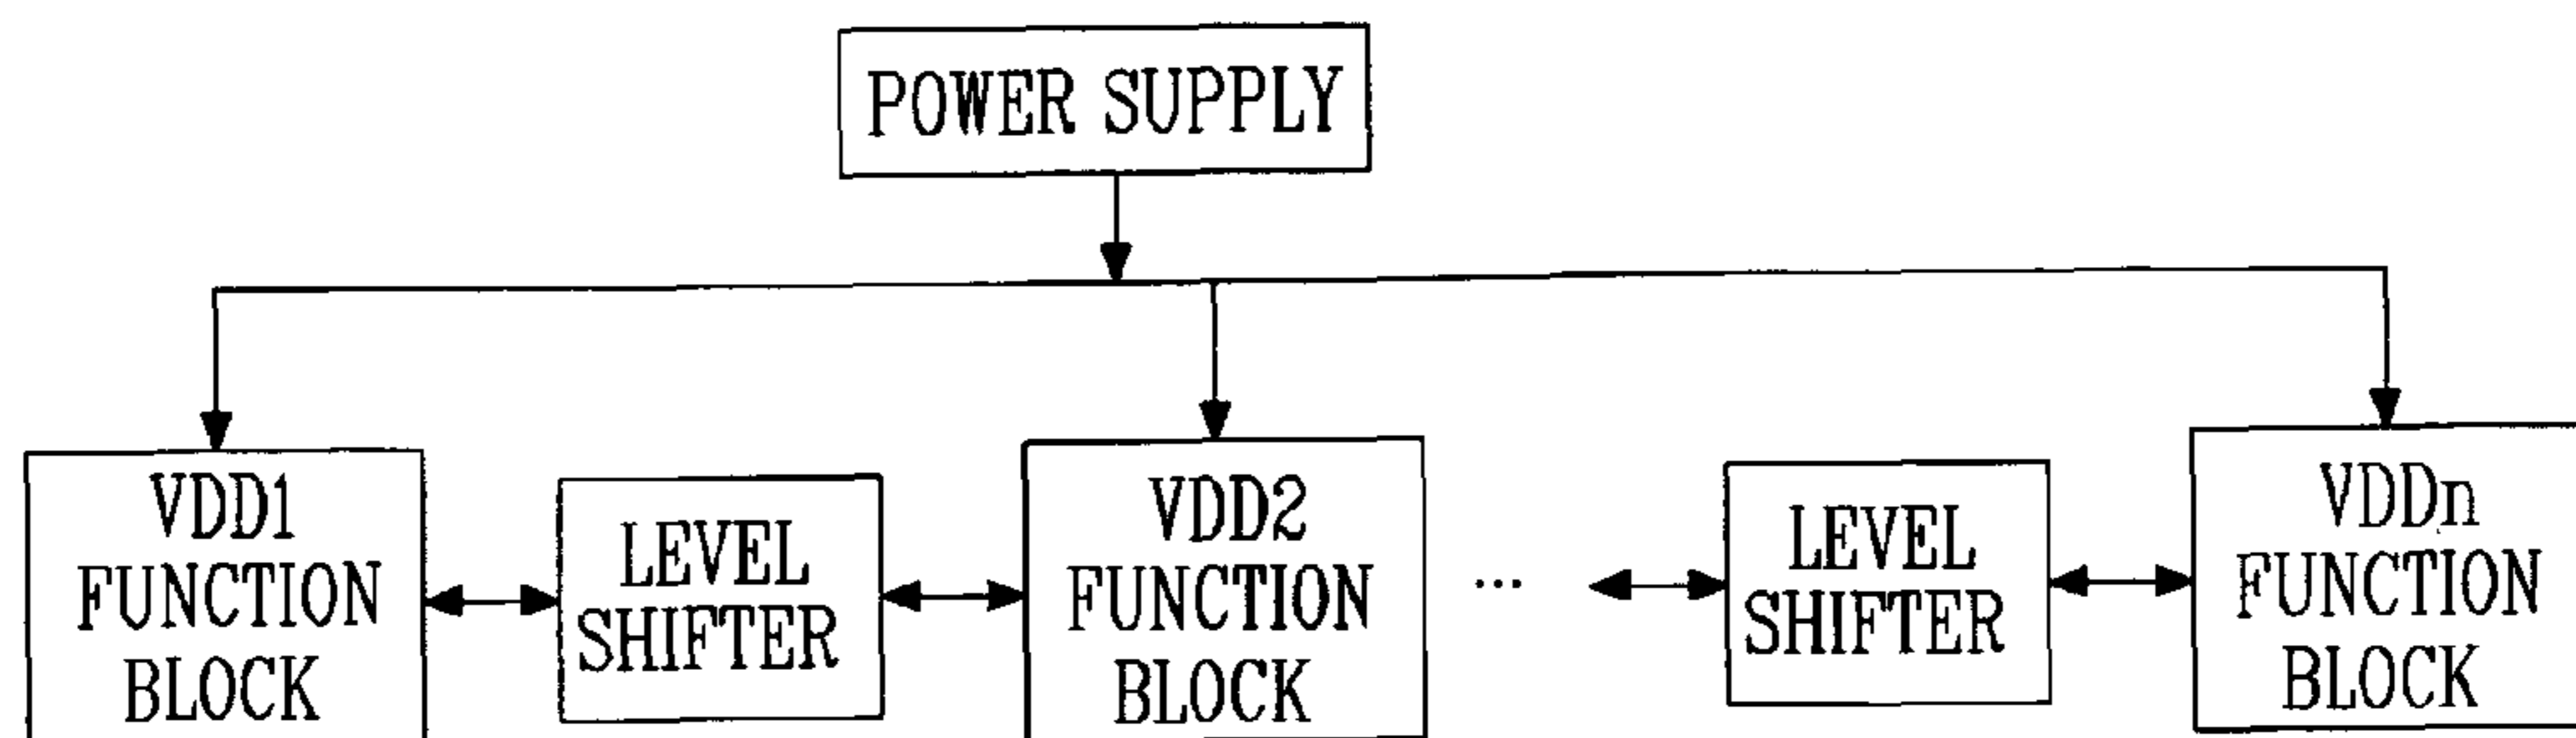 POWER SUPPLY
VDD1
FUNCTION
BLOCK
LEVEL
SHIFTER
VDD2
FUNCTION
BLOCK
...
LEVEL
SHIFTER
VDDn
FUNCTION
BLOCK